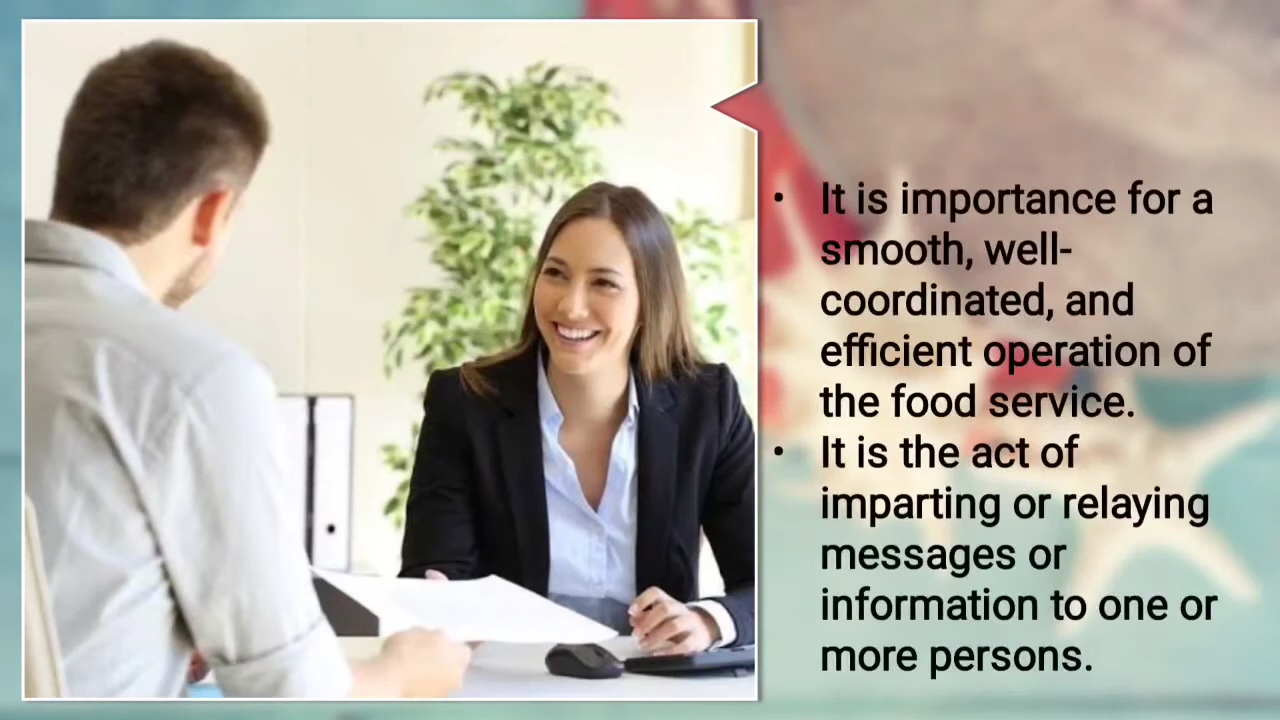 • It is importance for a
smooth, well-
coordinated, and
efficient operation of
the food service.
• It is the act of
imparting or relaying
messages or
information to one or
more persons.